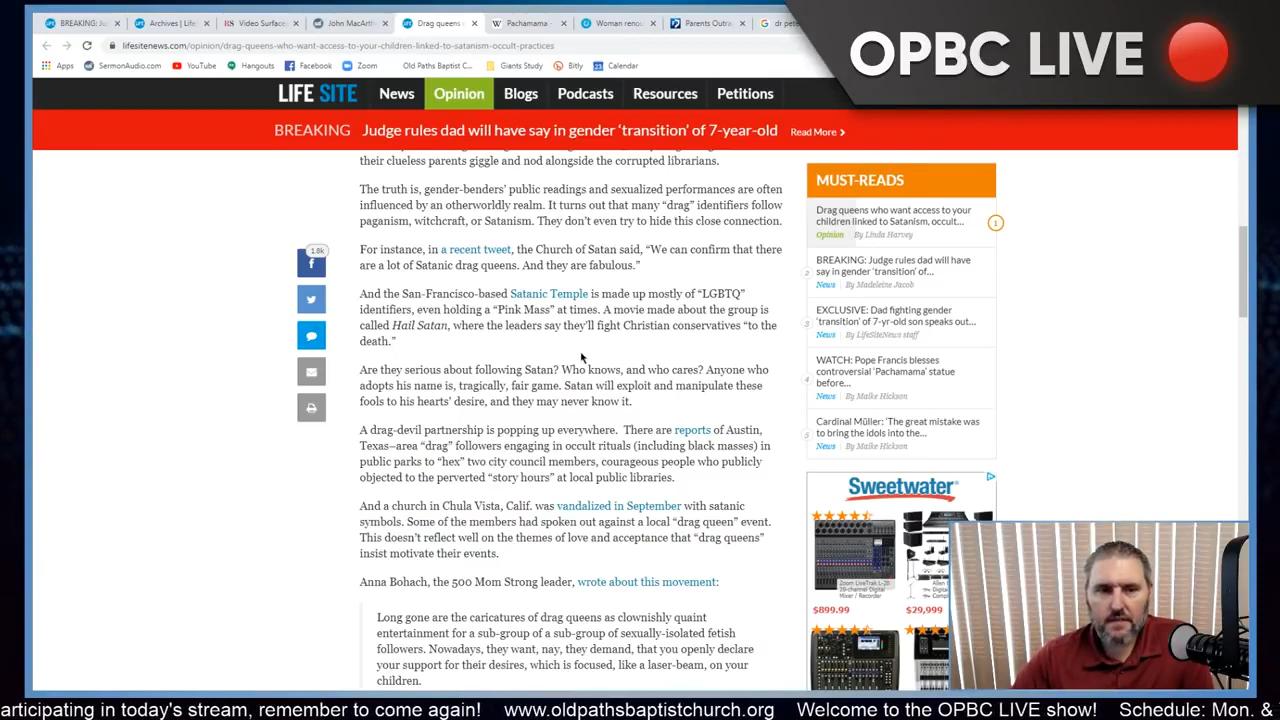 BREAKING: Ju
Archives | LifeS
Video Surface
John MacArth
Drag queens w
Pachamama -
Woman renou
Parents Outra
dr pete
OPBC LIVE
lifesitenews.com/opinion/drag-queens-who-want-access-to-your-children-linked-to-satanism-occult-practices
Apps
SermonAudio.com
YouTube
Hangouts
Facebook
Zoom
Old Paths Baptist C...
Giants Study
Bitly
Calendar
LIFE SITE
News
Opinion
Blogs
Podcasts
Resources
Petitions
BREAKING Judge rules dad will have say in gender ‘transition’ of 7-year-old Read More
their clueless parents giggle and nod alongside the corrupted librarians.
The truth is, gender-benders’ public readings and sexualized performances are often
influenced by an otherworldly realm. It turns out that many “drag” identifiers follow
paganism, witchcraft, or Satanism. They don’t even try to hide this close connection.
For instance, in a recent tweet, the Church of Satan said, “We can confirm that there
are a lot of Satanic drag queens. And they are fabulous.”
And the San-Francisco-based Satanic Temple is made up mostly of “LGBTQ”
identifiers, even holding a “Pink Mass” at times. A movie made about the group is
called Hail Satan, where the leaders say they’ll fight Christian conservatives “to the
death.”
Are they serious about following Satan? Who knows, and who cares? Anyone who
adopts his name is, tragically, fair game. Satan will exploit and manipulate these
fools to his hearts’ desire, and they may never know it.
A drag-devil partnership is popping up everywhere. There are reports of Austin,
Texas–area “drag” followers engaging in occult rituals (including black masses) in
public parks to “hex” two city council members, courageous people who publicly
objected to the perverted “story hours” at local public libraries.
And a church in Chula Vista, Calif. was vandalized in September with satanic
symbols. Some of the members had spoken out against a local “drag queen” event.
This doesn’t reflect well on the themes of love and acceptance that “drag queens”
insist motivate their events.
Anna Bohach, the 500 Mom Strong leader, wrote about this movement:
Long gone are the caricatures of drag queens as clownishly quaint
entertainment for a sub-group of a sub-group of sexually-isolated fetish
followers. Nowadays, they want, nay, they demand, that you openly declare
your support for their desires, which is focused, like a laser-beam, on your
children.
1.8k
MUST-READS
Drag queens who want access to your
children linked to Satanism, occult...
Opinion By Linda Harvey
1
BREAKING: Judge rules dad will have
say in gender ‘transition’ of...
2
News By Madeleine Jacob
EXCLUSIVE: Dad fighting gender
‘transition’ of 7-yr-old son speaks out...
3
News By LifeSiteNews staff
WATCH: Pope Francis blesses
controversial ‘Pachamama’ statue
before...
4
News By Maike Hickson
Cardinal Müller: ‘The great mistake was
to bring the idols into the...
5
News By Maike Hickson
Sweetwater
Zoom LiveTrak L-20
20-channel Digital
Mixer / Recorder
$899.99
$29,999
articipating in today's stream, remember to come again! www.oldpathsbaptistchurch.org Welcome to the OPBC LIVE show! Schedule: Mon. &